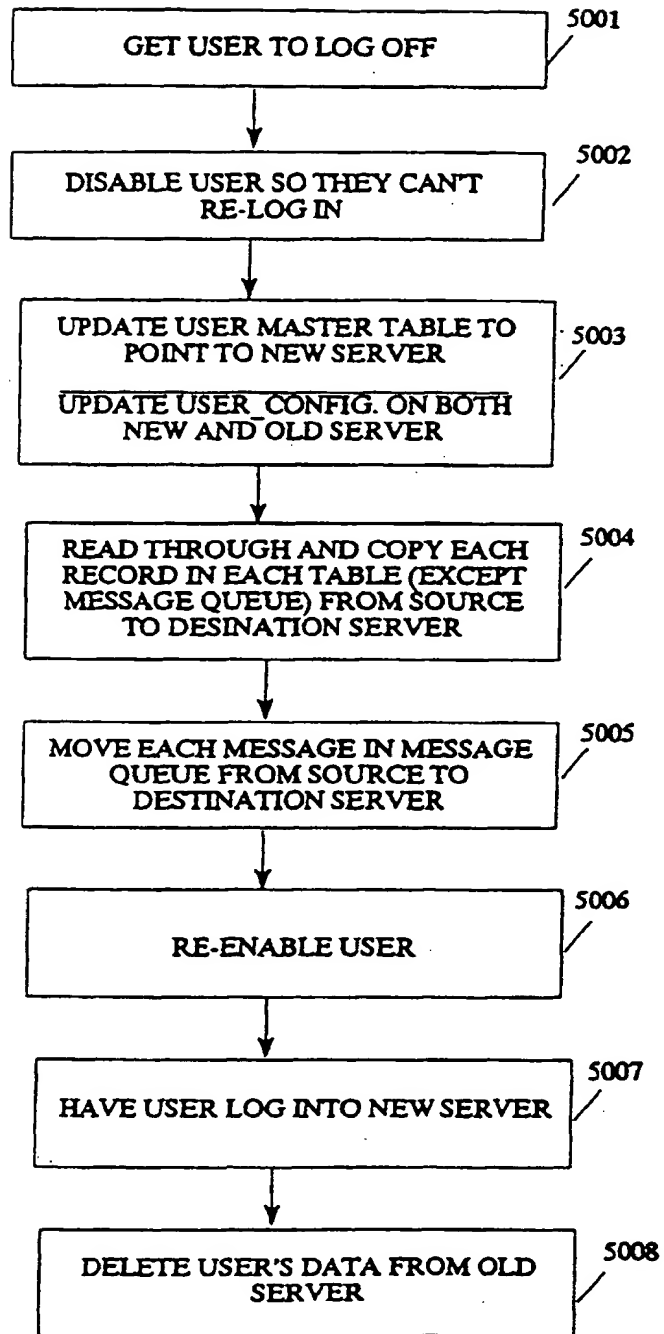 5001
GET USER TO LOG OFF
5002
DISABLE USER SO THEY CAN'T
RE-LOG IN
5003
UPDATE USER MASTER TABLE TO
POINT TO NEW SERVER
UPDATE USER_CONFIG. ON BOTH
NEW AND OLD SERVER
5004
READ THROUGH AND COPY EACH
RECORD IN EACH TABLE (EXCEPT
MESSAGE QUEUE) FROM SOURCE
TO DESINATION SERVER
5005
MOVE EACH MESSAGE IN MESSAGE
QUEUE FROM SOURCE TO
DESTINATION SERVER
5006
RE-ENABLE USER
5007
HAVE USER LOG INTO NEW SERVER
5008
DELETE USER'S DATA FROM OLD
SERVER